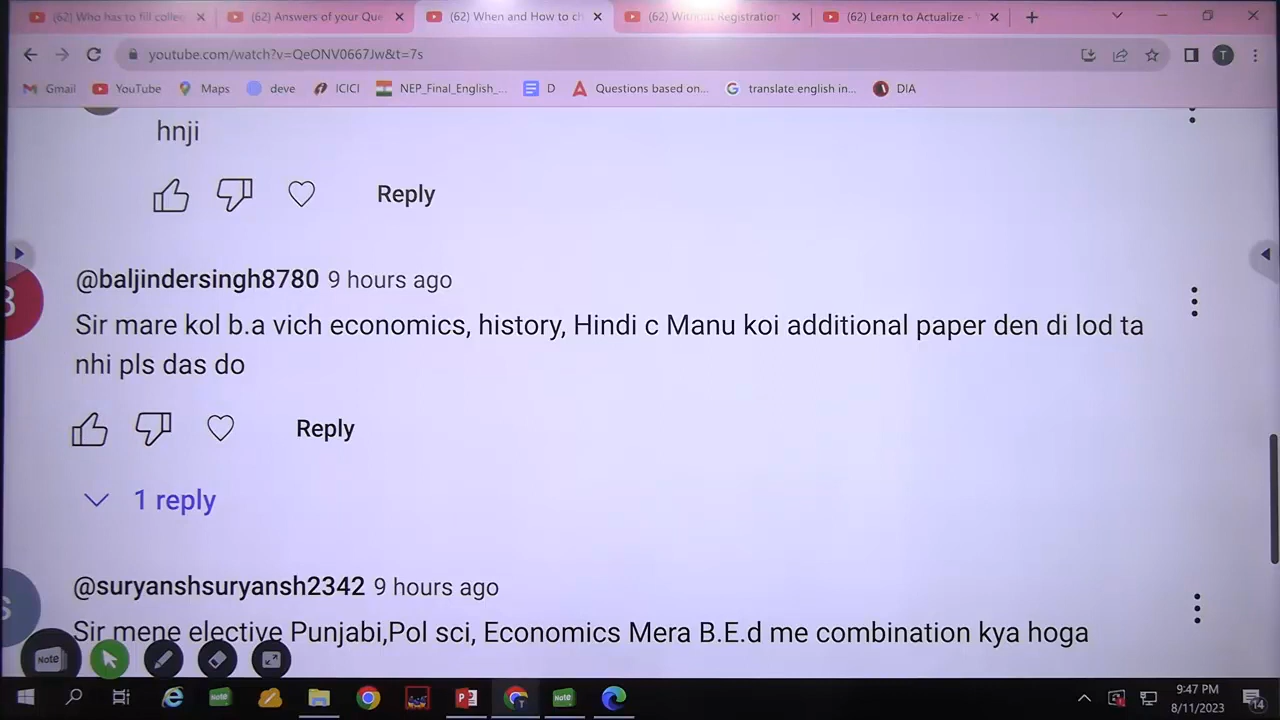 (62) Who has to fill colleg
(62) Answers of your Que
(62) When and How to ch
(62) Without Registration
(62) Learn to Actualize -
youtube.com/watch?v=QeONV0667Jw&t=7s
T
Gmail
YouTube
Maps
deve
ICICI
NEP_Final_English_...
D
Questions based on...
translate english in...
DIA
hnji
Reply
@baljindersingh8780 9 hours ago
Sir mare kol b.a vich economics, history, Hindi c Manu koi additional paper den di lod ta
nhi pls das do
Reply
1 reply
@suryanshsuryansh2342 9 hours ago
Sir mene elective Punjabi,Pol sci, Economics Mera B.E.d me combination kya hoga
Note
Note
Note
9:47 PM
8/11/2023
14